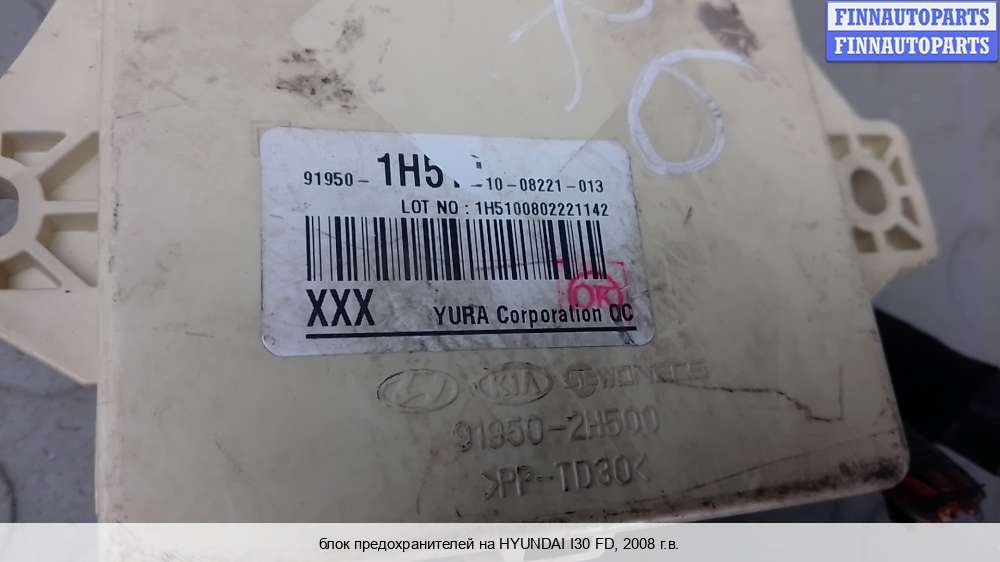 FINNAUTOPARTS
FINNAUTOPARTS
91950- 10-08221-013
LOT NO : 1H5100802221142
OK
XXX YURA Corporation QC
KIA
91950-2H500
>PP-TD30<
блок предохранителей на HYUNDAI I30 FD, 2008 г.в.